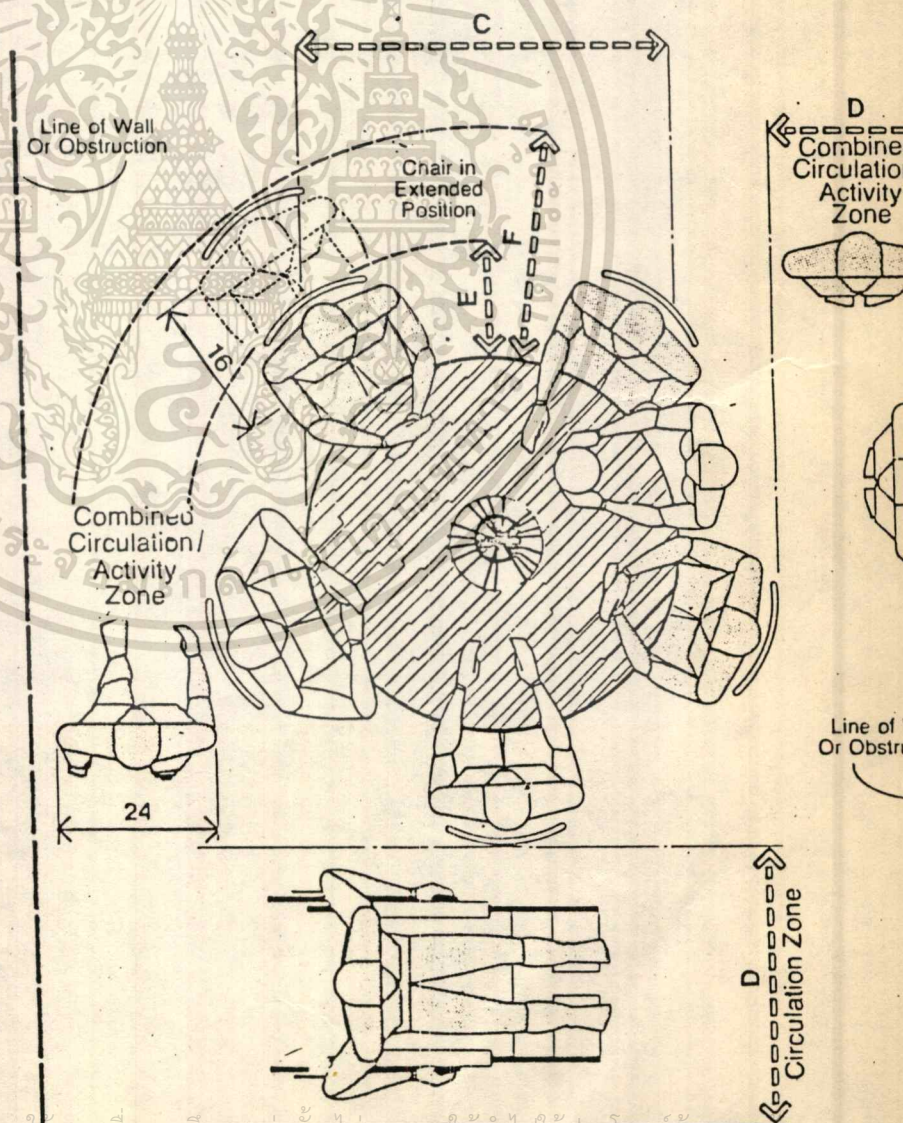 C
Line of Wall
Or Obstruction
D
Combine
Circulation
Activity
Zone
Chair in
Extended
Position
F
E
16
Combined
Circulation/
Activity
Zone
24
Line of
Or Obstru
D
Circulation Zone